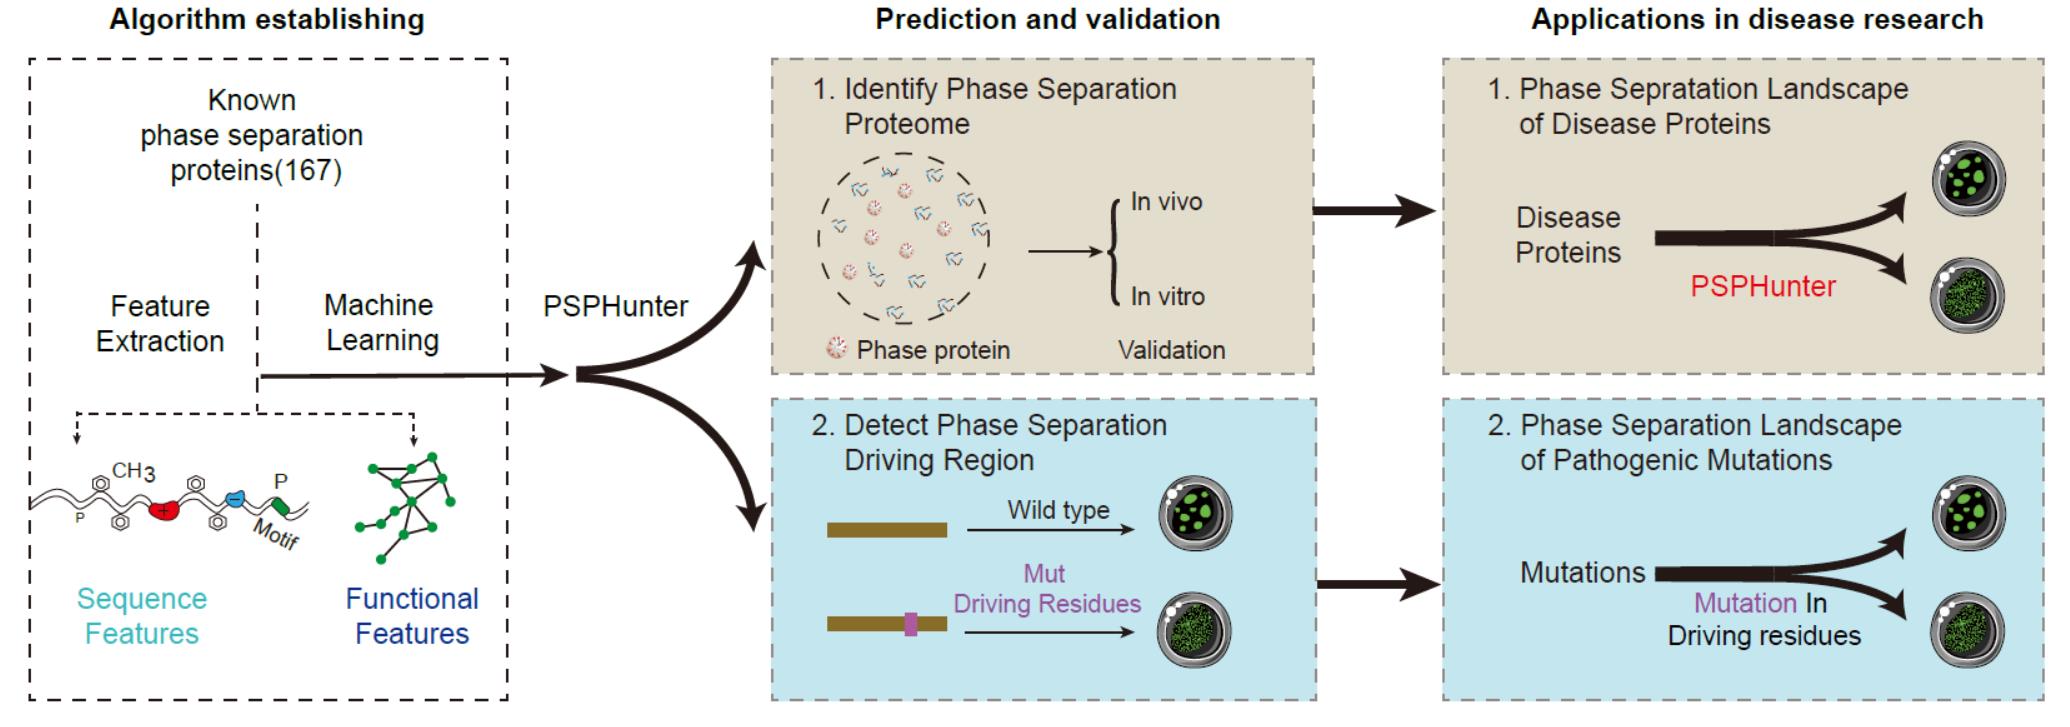 Algorithm establishing
Known
phase separation
proteins(167)
Feature
Extraction
Machine
Learning
CH3
P
P
+
−
Motif
Sequence
Features
Functional
Features
PSPHunter
Prediction and validation
1. Identify Phase Separation
Proteome
In vivo
In vitro
Phase protein
Validation
2. Detect Phase Separation
Driving Region
Wild type
Mut
Driving Residues
Applications in disease research
1. Phase Sepratation Landscape
of Disease Proteins
Disease
Proteins
PSPHunter
2. Phase Separation Landscape
of Pathogenic Mutations
Mutations
Mutation In
Driving residues